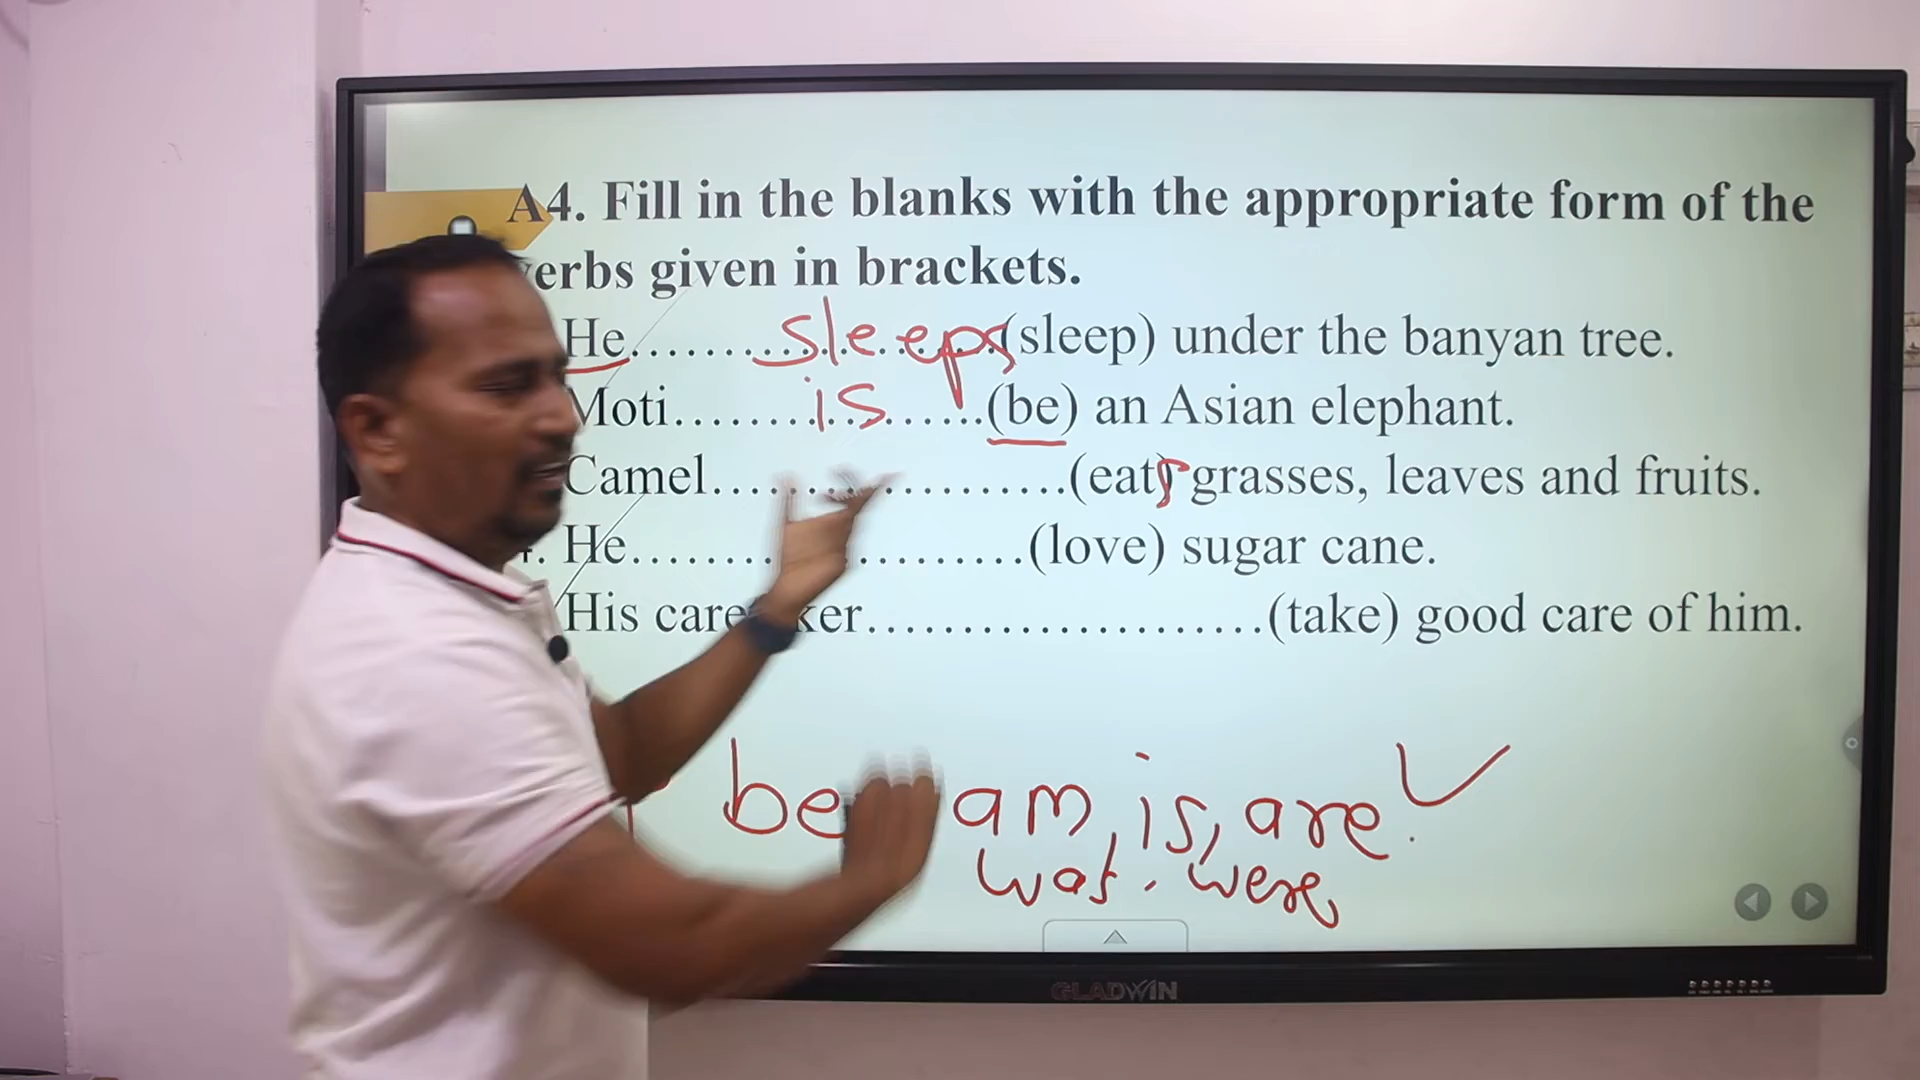 A4. Fill in the blanks with the appropriate form of the
verbs given in brackets.
He.........sleeps.........(sleep) under the banyan tree.
Moti.........is.........(be) an Asian elephant.
Camel...................(eat) s grasses, leaves and fruits.
4. He....................(love) sugar cane.
His ....................(take) good care of him.
be am, is, are.
was. were
GLADWIN